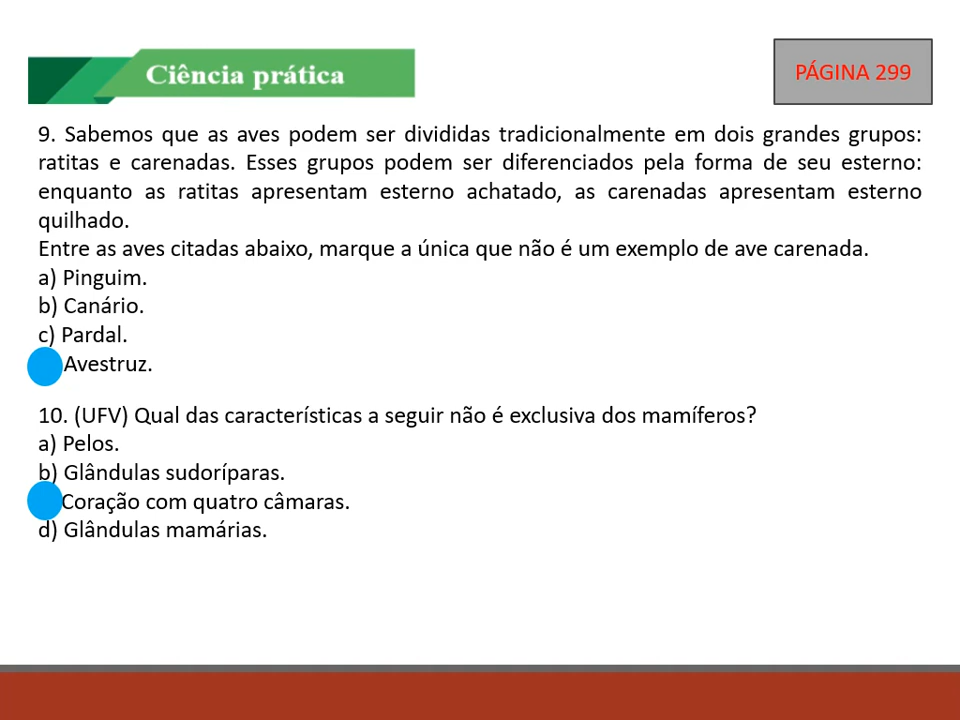 Ciência prática
PÁGINA 299
9. Sabemos que as aves podem ser divididas tradicionalmente em dois grandes grupos:
ratitas e carenadas. Esses grupos podem ser diferenciados pela forma de seu esterno:
enquanto as ratitas apresentam esterno achatado, as carenadas apresentam esterno
quilhado.
Entre as aves citadas abaixo, marque a única que não é um exemplo de ave carenada.
a) Pinguim.
b) Canário.
c) Pardal.
Avestruz.
10. (UFV) Qual das características a seguir não é exclusiva dos mamíferos?
a) Pelos.
b) Glândulas sudoríparas.
Coração com quatro câmaras.
d) Glândulas mamárias.